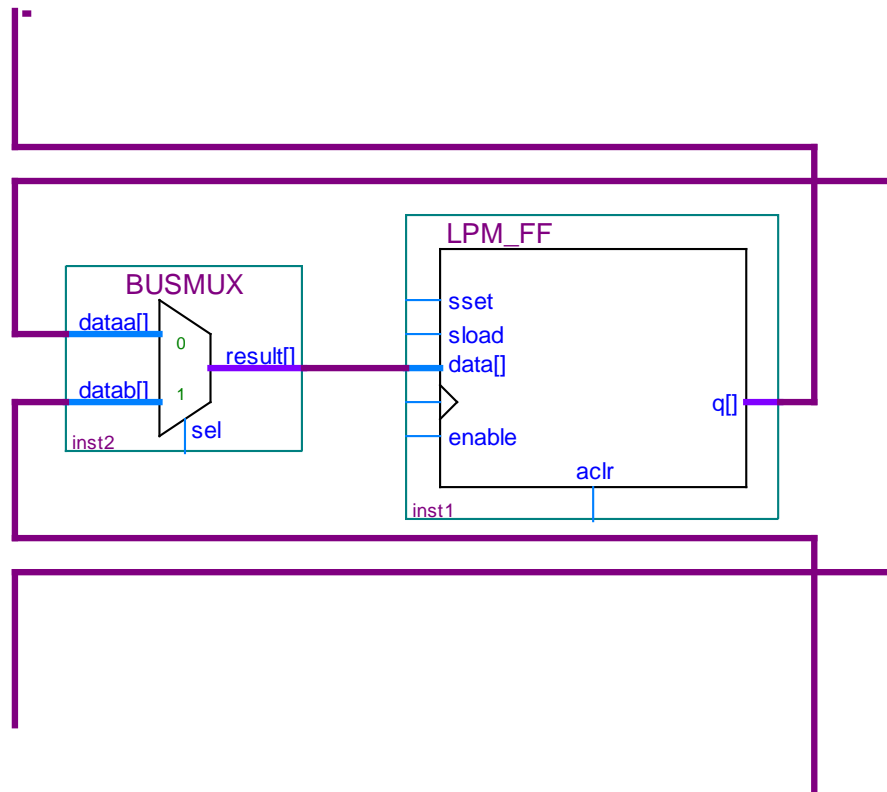 LPM_FF
BUSMUX
sset
dataa[]
sload
0
result[]
data[]
datab[]
1
q[]
sel
enable
inst2
aclr
inst1